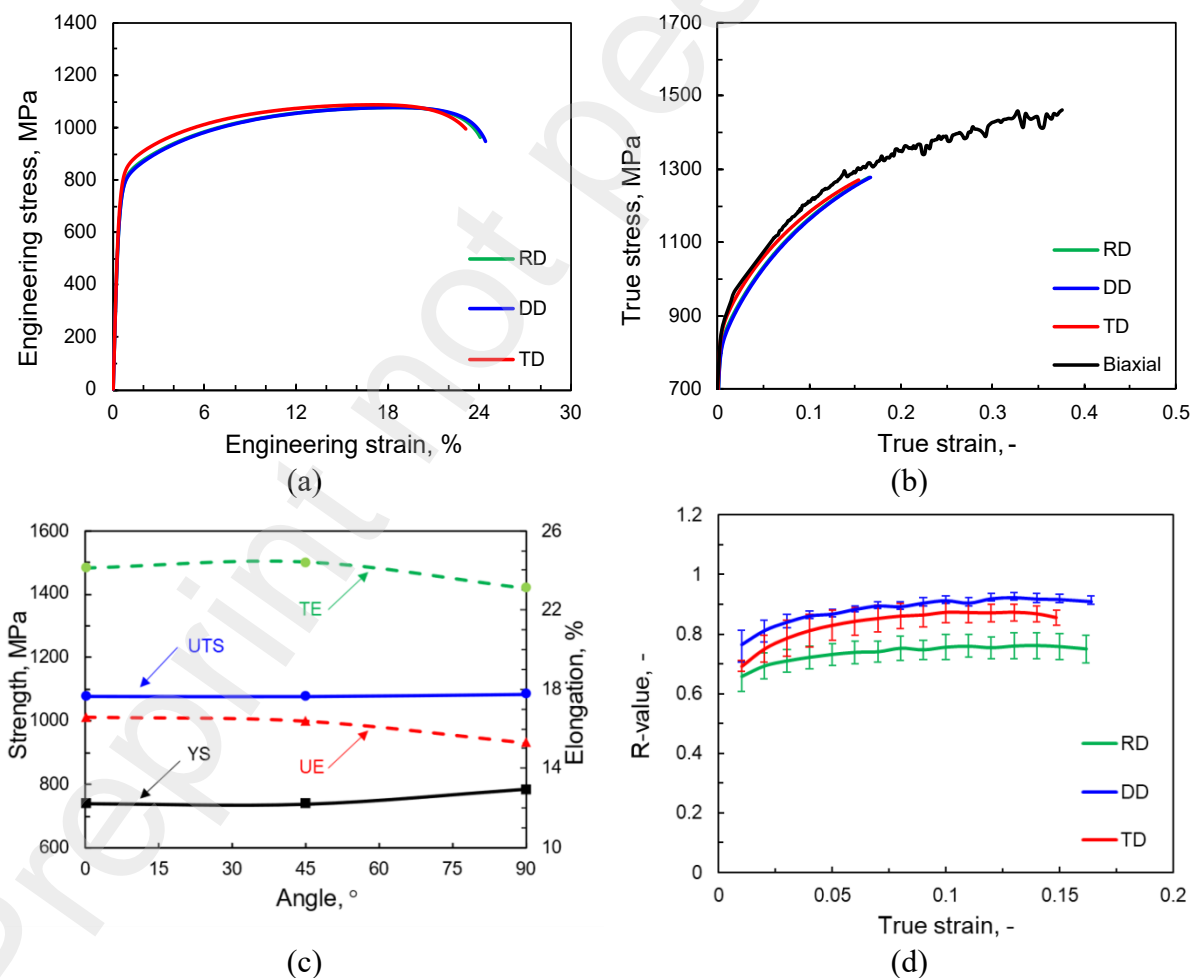 1400
1200
1000
800
600
400
200
0
Engineering stress, MPa
RD
DD
TD
0 6 12 18 24 30
Engineering strain, %
(a)
1700
1500
1300
1100
900
700
True stress, MPa
RD
DD
TD
Biaxial
0 0.1 0.2 0.3 0.4 0.5
True strain, -
(b)
1600
1400
1200
1000
800
600
Strength, MPa
TE
UTS
YS
UE
26
22
18
14
10
Elongation, %
0 15 30 45 60 75 90
Angle, °
(c)
1.2
1
0.8
0.6
0.4
0.2
0
R-value, -
RD
DD
TD
0 0.05 0.1 0.15 0.2
True strain, -
(d)
Preprint not pee